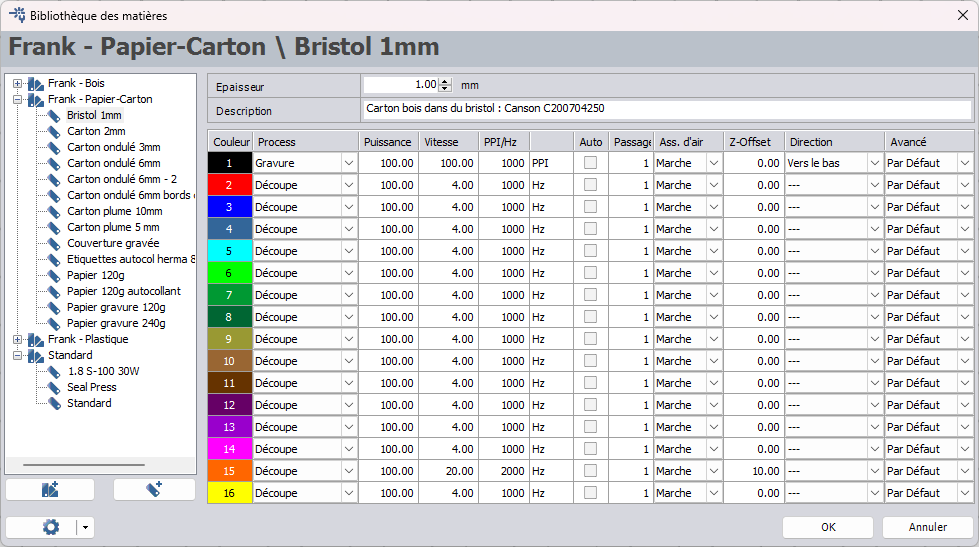 Bibliothèque des matières
Frank - Papier-Carton \ Bristol 1mm
Frank - Bois
Frank - Papier-Carton
Bristol 1mm
Carton 2mm
Carton ondulé 3mm
Carton ondulé 6mm
Carton ondulé 6mm - 2
Carton ondulé 6mm bords
Carton plume 10mm
Carton plume 5 mm
Couverture gravée
Etiquettes autocol herma 8
Papier 120g
Papier 120g autocollant
Papier gravure 120g
Papier gravure 240g
Frank - Plastique
Standard
1.8 S-100 30W
Seal Press
Standard
Epaisseur 1.00 mm
Description Carton bois dans du bristol : Canson C200704250
Couleur Process Puissance Vitesse PPI/Hz Auto Passage Ass. d'air Z-Offset Direction Avancé
1 Gravure 100.00 100.00 1000 PPI 1 Marche 0.00 Vers le bas Par Défaut
2 Découpe 100.00 4.00 1000 Hz 1 Marche 0.00 --- Par Défaut
3 Découpe 100.00 4.00 1000 Hz 1 Marche 0.00 --- Par Défaut
4 Découpe 100.00 4.00 1000 Hz 1 Marche 0.00 --- Par Défaut
5 Découpe 100.00 4.00 1000 Hz 1 Marche 0.00 --- Par Défaut
6 Découpe 100.00 4.00 1000 Hz 1 Marche 0.00 --- Par Défaut
7 Découpe 100.00 4.00 1000 Hz 1 Marche 0.00 --- Par Défaut
8 Découpe 100.00 4.00 1000 Hz 1 Marche 0.00 --- Par Défaut
9 Découpe 100.00 4.00 1000 Hz 1 Marche 0.00 --- Par Défaut
10 Découpe 100.00 4.00 1000 Hz 1 Marche 0.00 --- Par Défaut
11 Découpe 100.00 4.00 1000 Hz 1 Marche 0.00 --- Par Défaut
12 Découpe 100.00 4.00 1000 Hz 1 Marche 0.00 --- Par Défaut
13 Découpe 100.00 4.00 1000 Hz 1 Marche 0.00 --- Par Défaut
14 Découpe 100.00 4.00 1000 Hz 1 Marche 0.00 --- Par Défaut
15 Découpe 100.00 20.00 2000 Hz 1 Marche 10.00 --- Par Défaut
16 Découpe 100.00 4.00 1000 Hz 1 Marche 0.00 --- Par Défaut
OK
Annuler